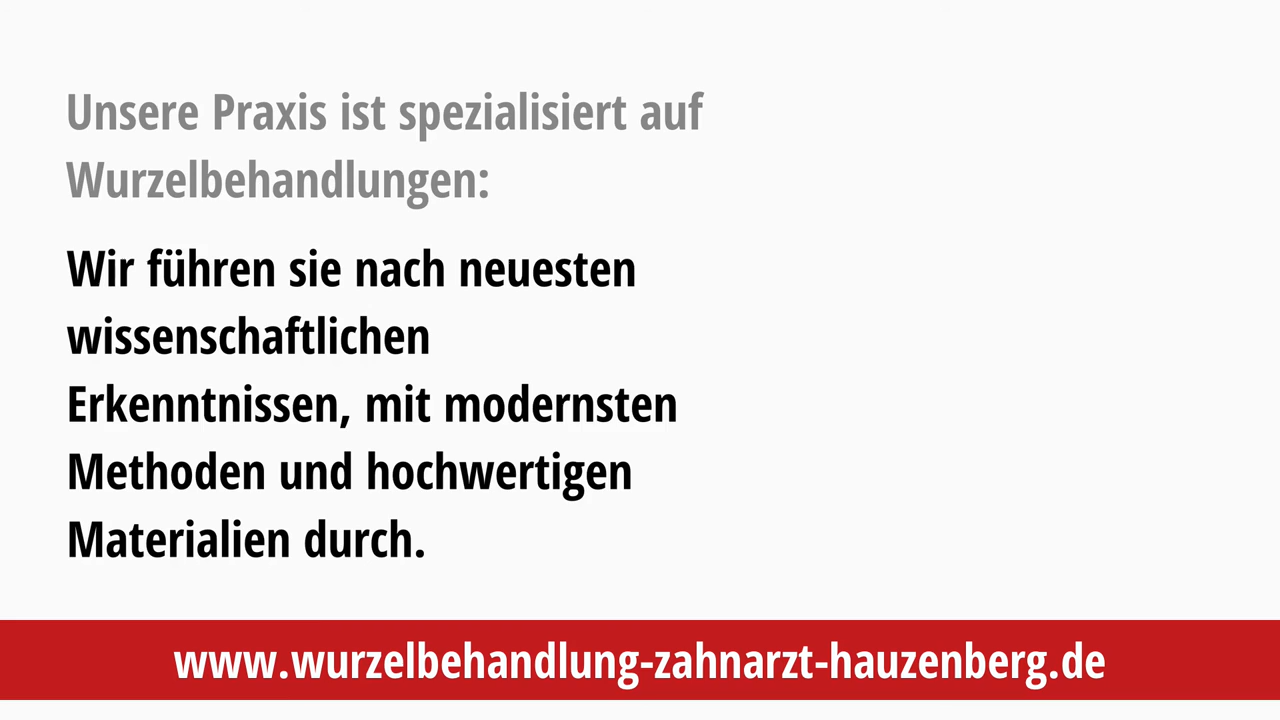 Unsere Praxis ist spezialisiert auf
Wurzelbehandlungen:
Wir führen sie nach neuesten
wissenschaftlichen
Erkenntnissen, mit modernsten
Methoden und hochwertigen
Materialien durch.
www.wurzelbehandlung-zahnarzt-hauzenberg.de